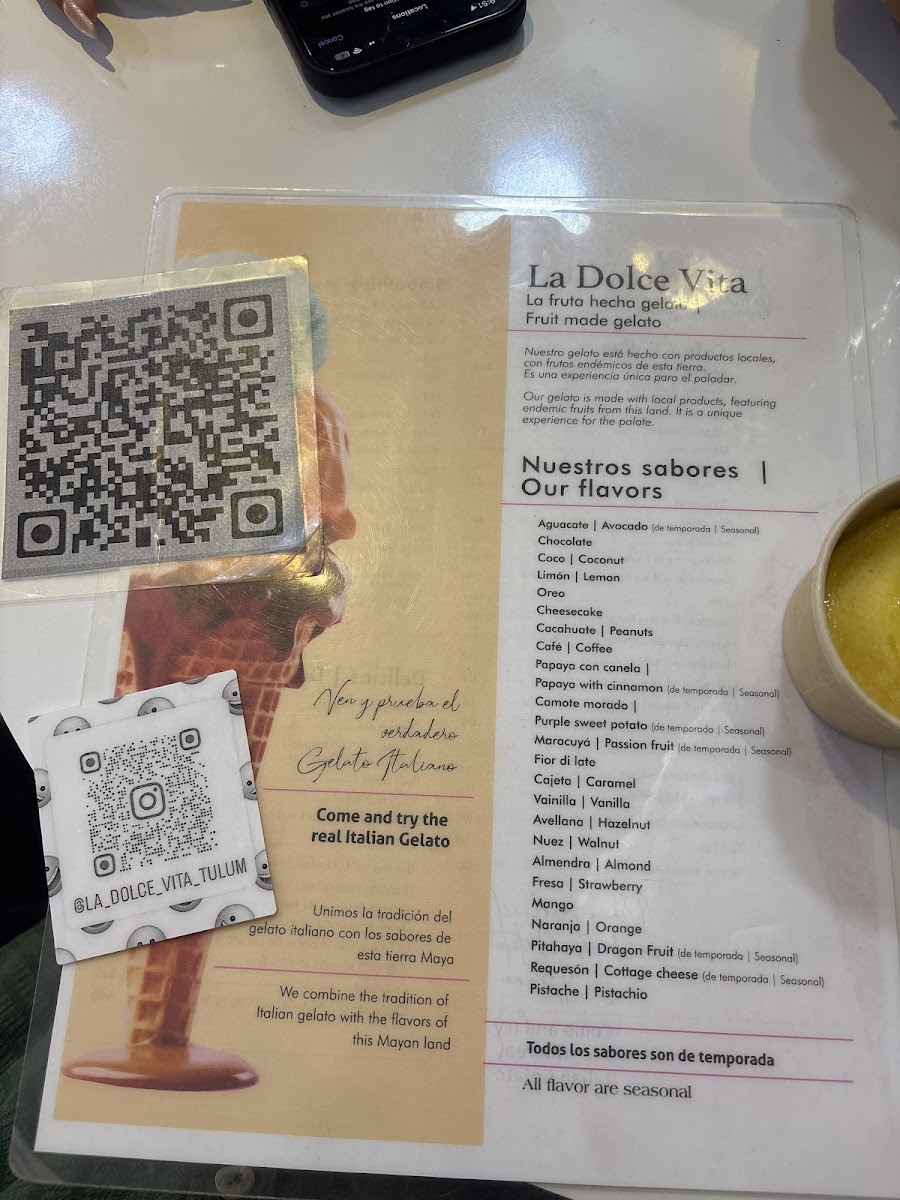 9:51
Cancel
Locations
La Dolce Vita
La fruta hecha gelato |
Fruit made gelato
Nuestro gelato está hecho con productos locales,
con frutos endémicos de esta tierra.
Es una experiencia única para el paladar.
Our gelato is made with local products, featuring
endemic fruits from this land. It is a unique
experience for the palate.
Nuestros sabores |
Our flavors
Aguacate | Avocado (de temporada | Seasonal)
Chocolate
Coco | Coconut
Limón | Lemon
Oreo
Cheesecake
Cacahuate | Peanuts
Café | Coffee
Papaya con canela |
Papaya with cinnamon (de temporada | Seasonal)
Camote morado |
Purple sweet potato (de temporada | Seasonal)
Maracuyá | Passion fruit (de temporada | Seasonal)
Fior di late
Cajeta | Caramel
Vainilla | Vanilla
Avellana | Hazelnut
Nuez | Walnut
Almendra | Almond
Fresa | Strawberry
Mango
Naranja | Orange
Pitahaya | Dragon Fruit (de temporada | Seasonal)
Requesón | Cottage cheese (de temporada | Seasonal)
Pistache | Pistachio
Todos los sabores son de temporada
All flavor are seasonal
Ven y prueba el
verdadero
Gelato Italiano
Come and try the
real Italian Gelato
Unimos la tradición del
gelato italiano con los sabores de
esta tierra Maya
We combine the tradition of
Italian gelato with the flavors of
this Mayan land
@LA_DOLCE_VITA_TULUM